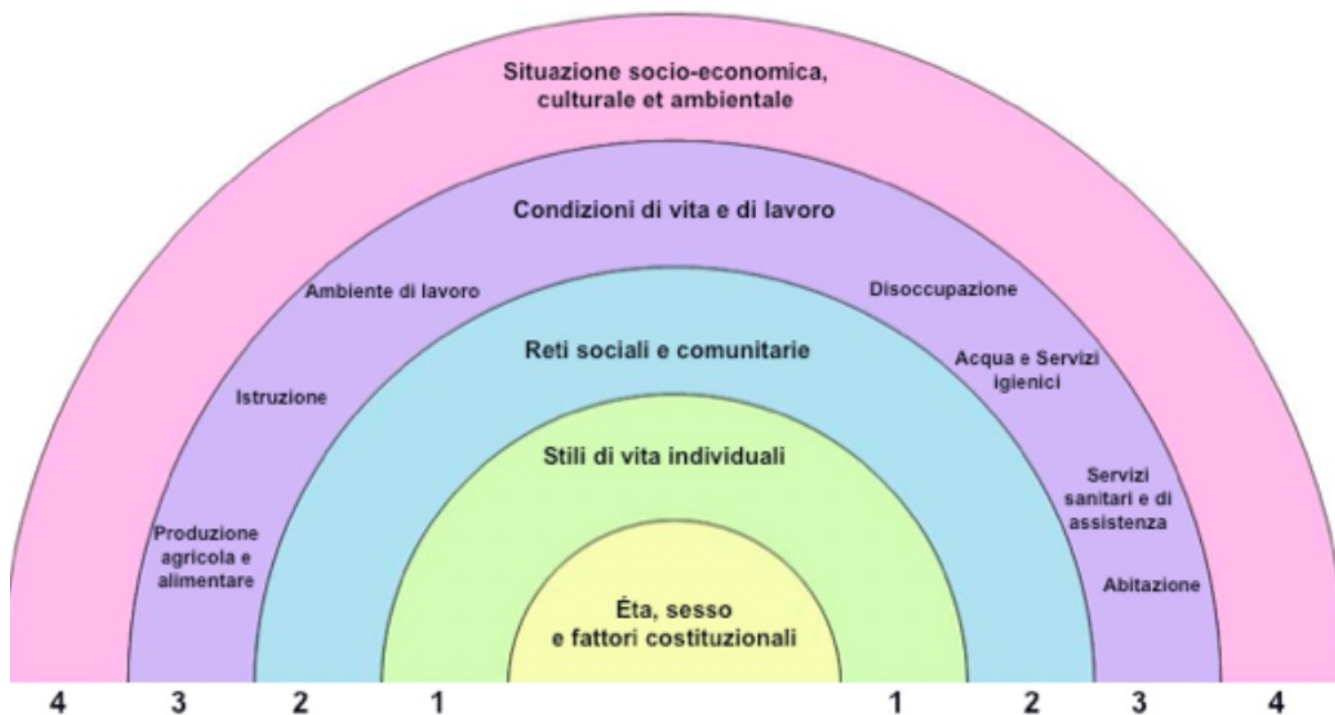 Situazione socio-economica,
culturale et ambientale
Condizioni di vita e di lavoro
Ambiente di lavoro
Disoccupazione
Reti sociali e comunitarie
Acqua e Servizi
igienici
Istruzione
Stili di vita individuali
Servizi
sanitari e di
assistenza
Produzione
agricola e
alimentare
Abitazione
Éta, sesso
e fattori costituzionali
4 3 2 1 1 2 3 4